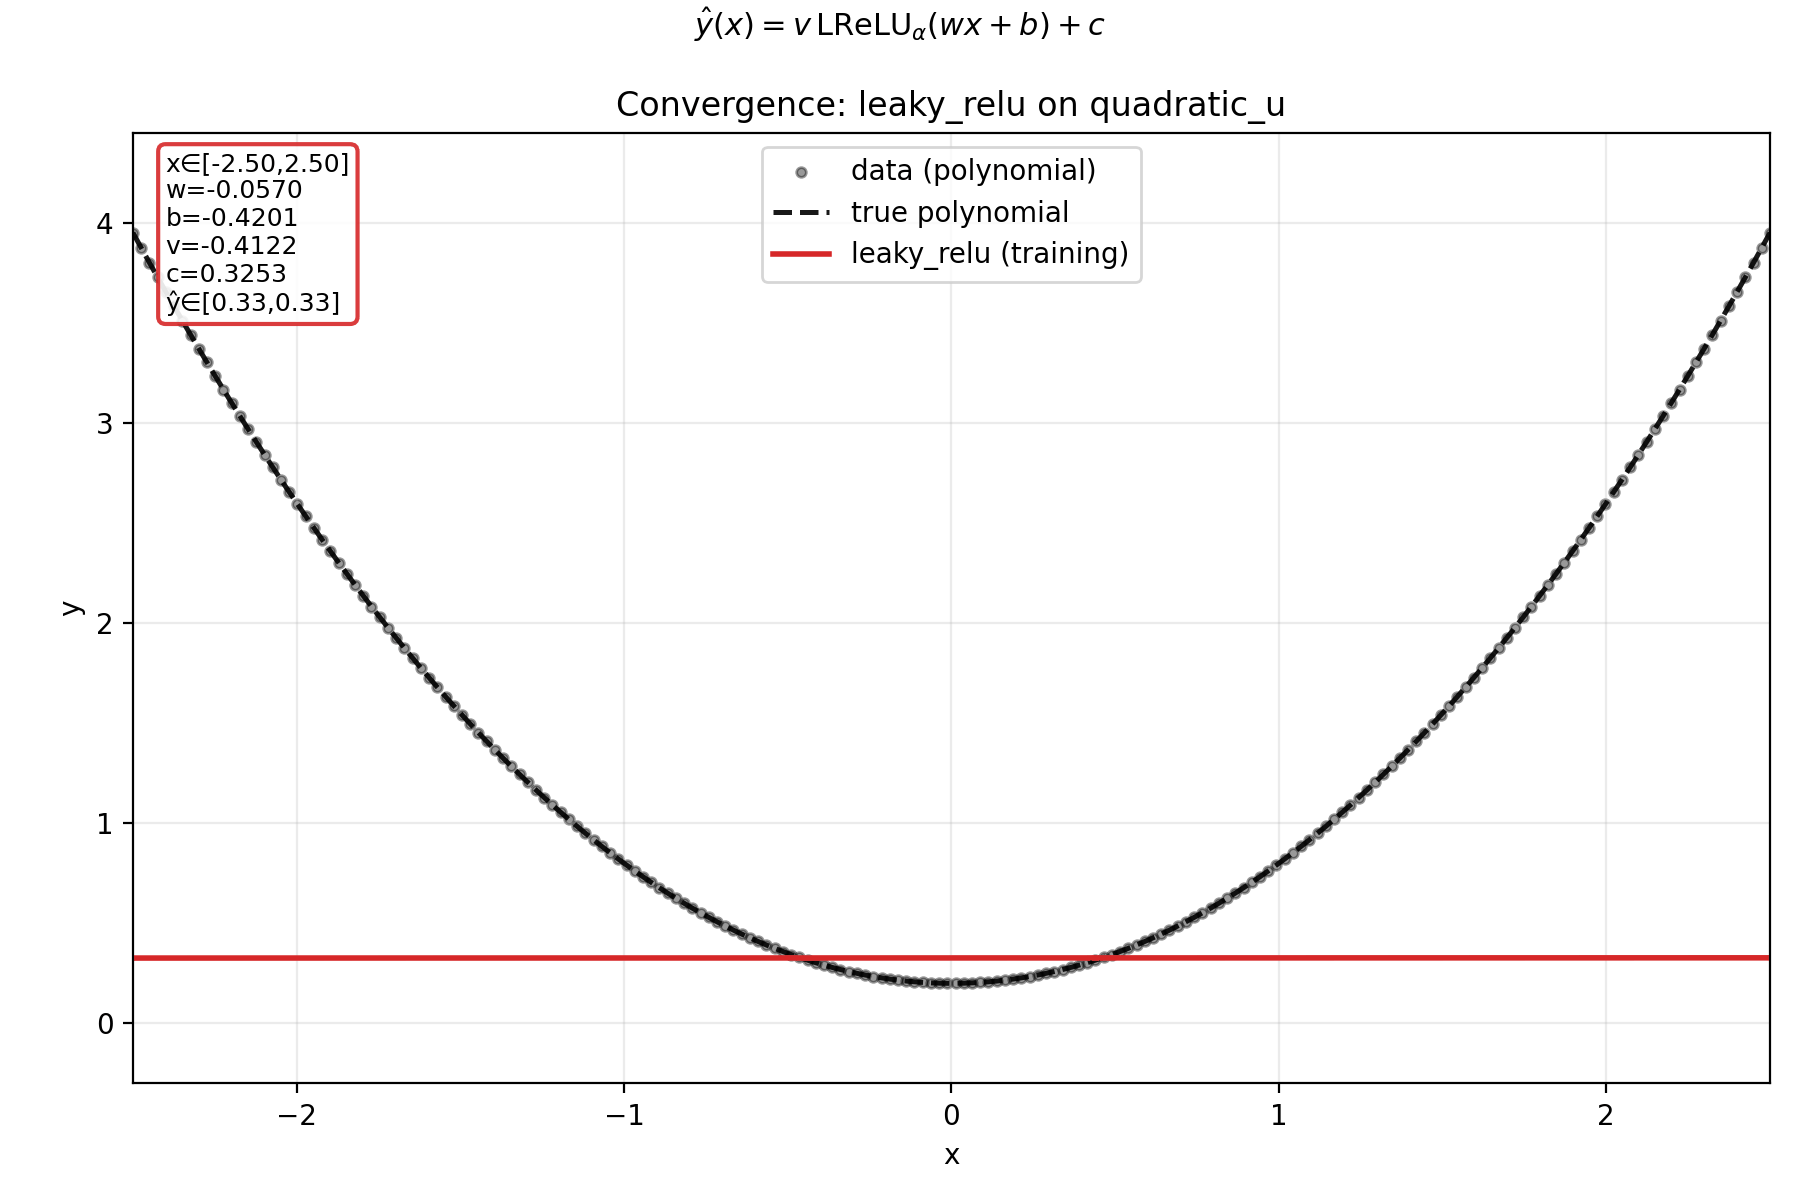 ŷ(x) = v LReLU_α(wx + b) + c
Convergence: leaky_relu on quadratic_u
x∈[-2.50,2.50]
w=-0.0570
b=-0.4201
v=-0.4122
c=0.3253
ŷ∈[0.33,0.33]
data (polynomial)
true polynomial
leaky_relu (training)
y
4
3
2
1
0
−2
−1
0
1
2
x